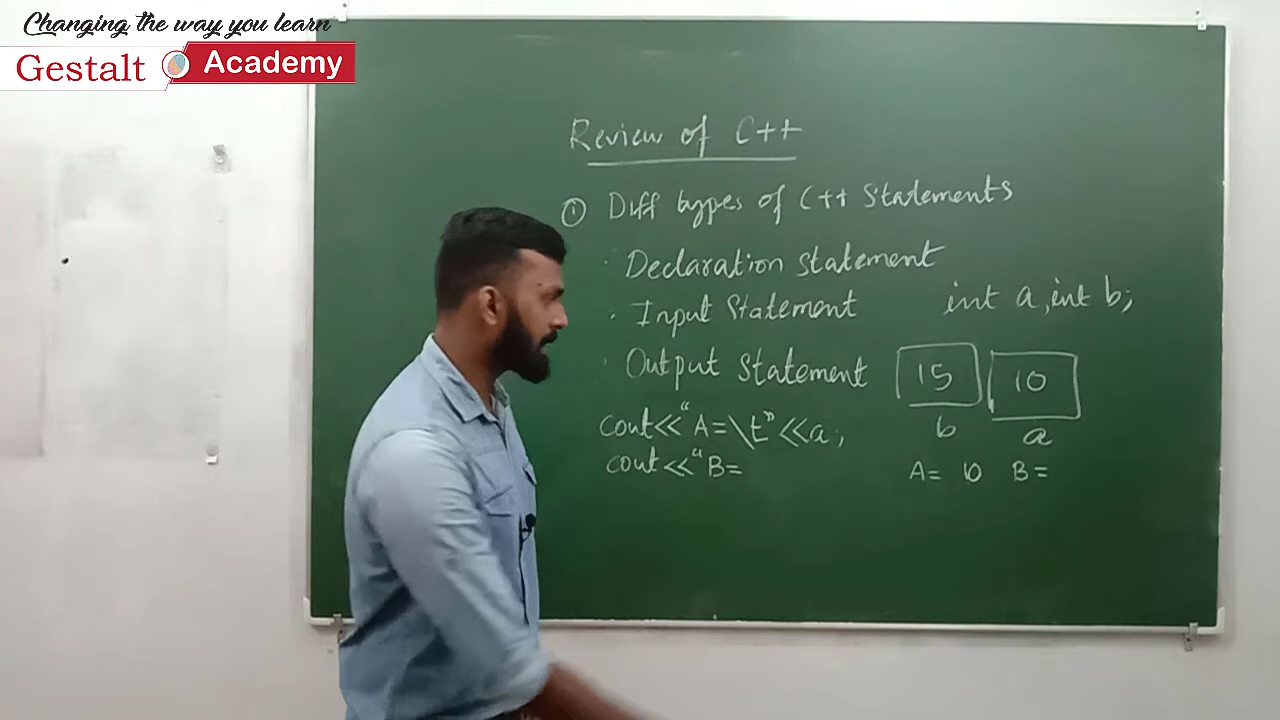 Changing the way you learn
Gestalt Academy
Review of C++
① Diff types of C++ Statements
· Declaration statement
· Input Statement int a,int b;
· Output Statement 15 10
cout<<"A=\t"<<a; b a
cout<<"B= A= 10 B=